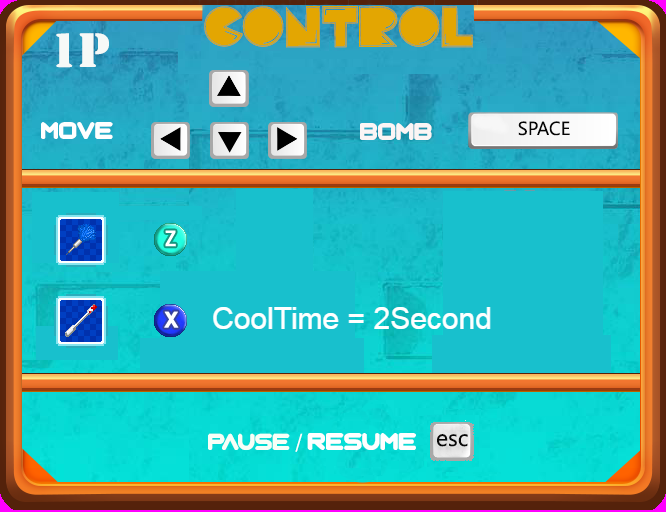 CONTROL
1P
MOVE
BOMB
SPACE
Z
X CoolTime = 2Second
PAUSE / RESUME esc